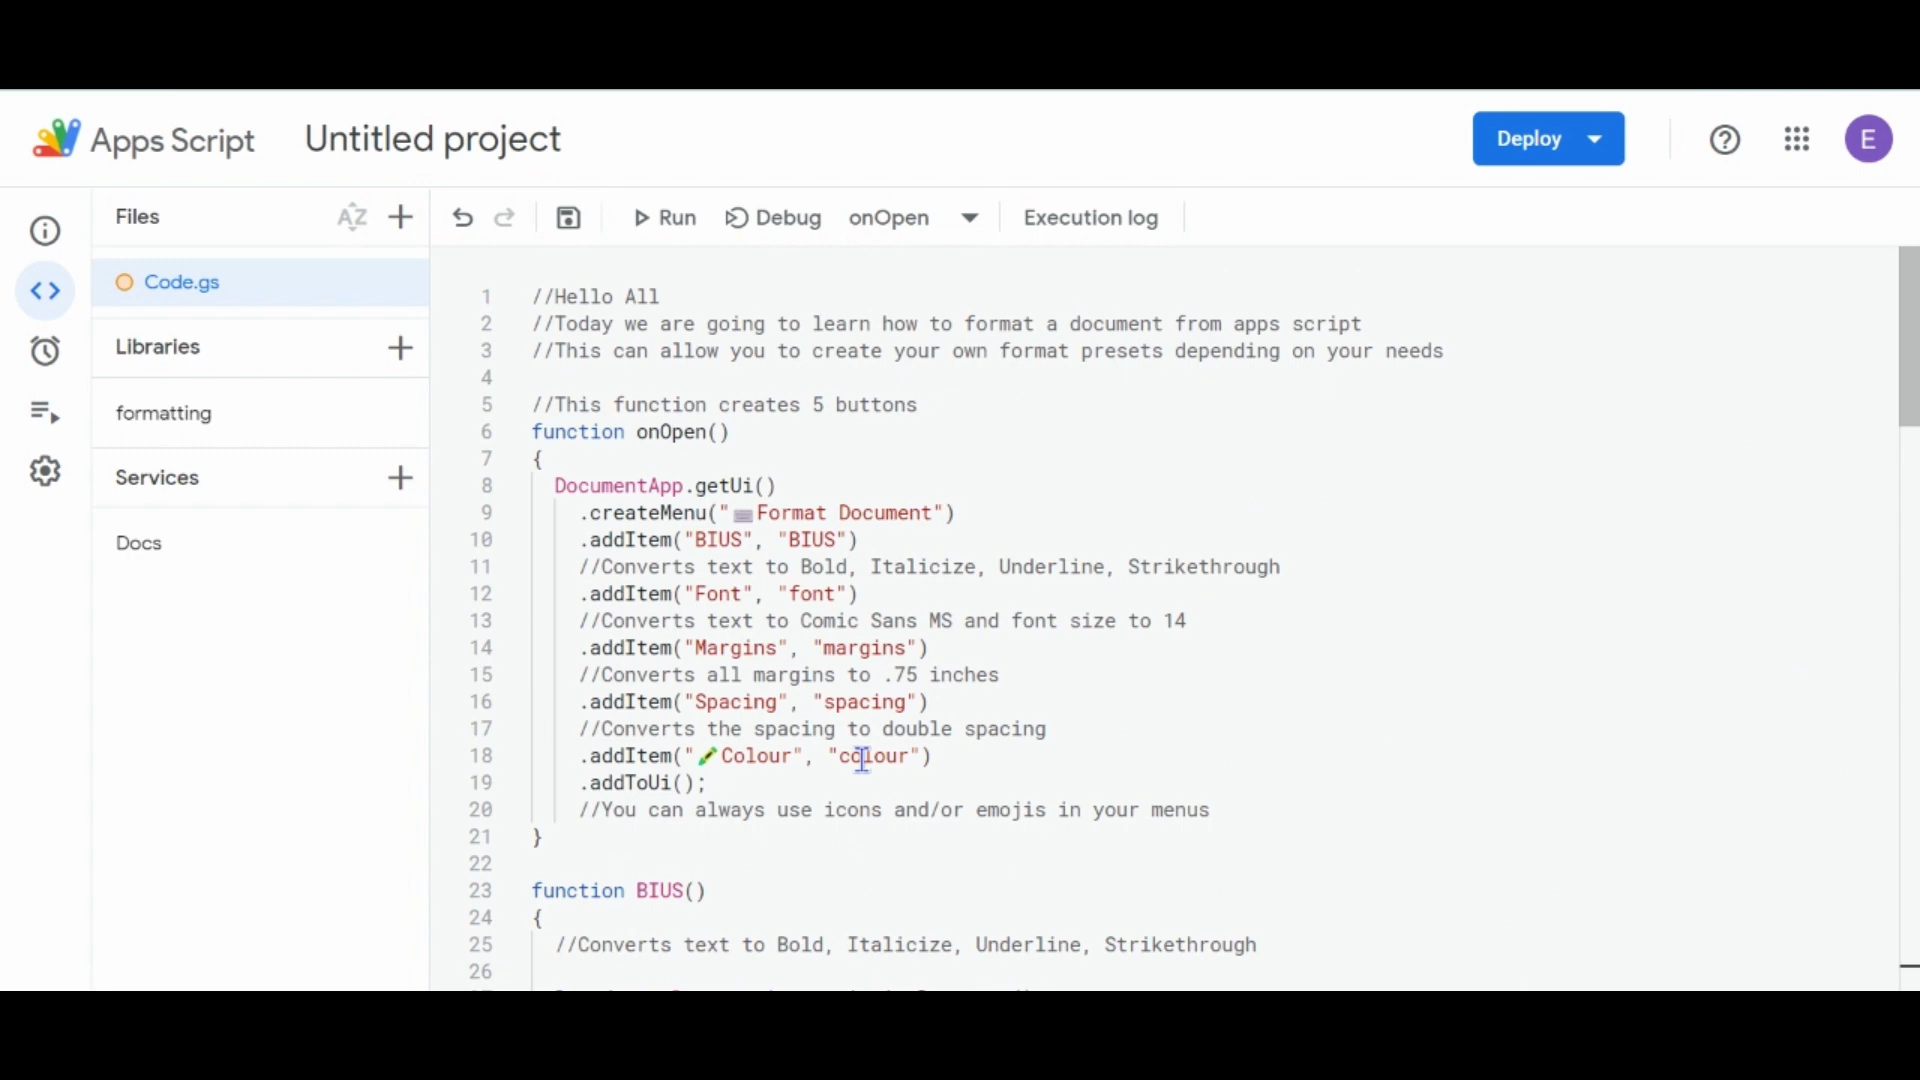 Apps Script Untitled project Deploy E
Files AZ
Run Debug onOpen Execution log
Code.gs
Libraries
formatting
Services
Docs
1 //Hello All
2 //Today we are going to learn how to format a document from apps script
3 //This can allow you to create your own format presets depending on your needs
4
5 //This function creates 5 buttons
6 function onOpen()
7 {
8 DocumentApp.getUi()
9 .createMenu("⌨️Format Document")
10 .addItem("BIUS", "BIUS")
11 //Converts text to Bold, Italicize, Underline, Strikethrough
12 .addItem("Font", "font")
13 //Converts text to Comic Sans MS and font size to 14
14 .addItem("Margins", "margins")
15 //Converts all margins to .75 inches
16 .addItem("Spacing", "spacing")
17 //Converts the spacing to double spacing
18 .addItem("🖍Colour", "colour")
19 .addToUi();
20 //You can always use icons and/or emojis in your menus
21 }
22
23 function BIUS()
24 {
25 //Converts text to Bold, Italicize, Underline, Strikethrough
26